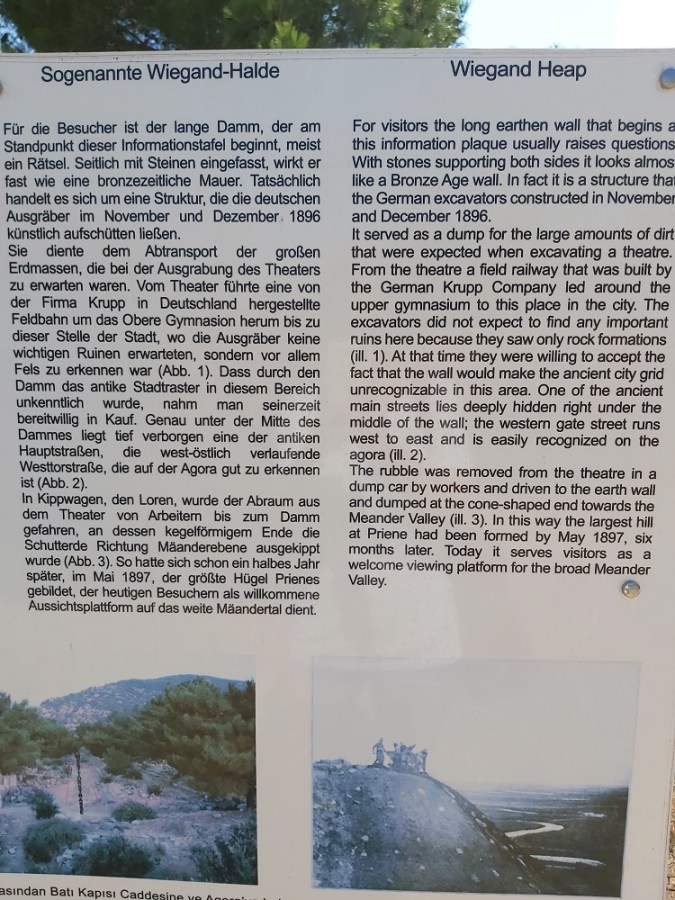 Sogenannte Wiegand-Halde
Für die Besucher ist der lange Damm, der am
Standpunkt dieser Informationstafel beginnt, meist
ein Rätsel. Seitlich mit Steinen eingefasst, wirkt er
fast wie eine bronzezeitliche Mauer. Tatsächlich
handelt es sich um eine Struktur, die die deutschen
Ausgräber im November und Dezember 1896
künstlich aufschütten ließen.
Sie diente dem Abtransport der großen
Erdmassen, die bei der Ausgrabung des Theaters
zu erwarten waren. Vom Theater führte eine von
der Firma Krupp in Deutschland hergestellte
Feldbahn um das Obere Gymnasion herum bis zu
dieser Stelle der Stadt, wo die Ausgräber keine
wichtigen Ruinen erwarteten, sondern vor allem
Fels zu erkennen war (Abb. 1). Dass durch den
Damm das antike Stadtraster in diesem Bereich
unkenntlich wurde, nahm man seinerzeit
bereitwillig in Kauf. Genau unter der Mitte des
Dammes liegt tief verborgen eine der antiken
Hauptstraßen, die west-östlich verlaufende
Westtorstraße, die auf der Agora gut zu erkennen
ist (Abb. 2).
In Kippwagen, den Loren, wurde der Abraum aus
dem Theater von Arbeitern bis zum Damm
gefahren, an dessen kegelförmigem Ende die
Schutterde Richtung Mäanderebene ausgekippt
wurde (Abb. 3). So hatte sich schon ein halbes Jahr
später, im Mai 1897, der größte Hügel Prienes
gebildet, der heutigen Besuchern als willkommene
Aussichtsplattform auf das weite Mäandertal dient.
Wiegand Heap
For visitors the long earthen wall that begins a
this information plaque usually raises questions
With stones supporting both sides it looks almos
like a Bronze Age wall. In fact it is a structure that
the German excavators constructed in November
and December 1896.
It served as a dump for the large amounts of dirt
that were expected when excavating a theatre.
From the theatre a field railway that was built by
the German Krupp Company led around the
upper gymnasium to this place in the city. The
excavators did not expect to find any important
ruins here because they saw only rock formations
(ill. 1). At that time they were willing to accept the
fact that the wall would make the ancient city grid
unrecognizable in this area. One of the ancient
main streets lies deeply hidden right under the
middle of the wall; the western gate street runs
west to east and is easily recognized on the
agora (ill. 2).
The rubble was removed from the theatre in a
dump car by workers and driven to the earth wall
and dumped at the cone-shaped end towards the
Meander Valley (ill. 3). In this way the largest hill
at Priene had been formed by May 1897, six
months later. Today it serves visitors as a
welcome viewing platform for the broad Meander
Valley.
asından Batı Kapısı Caddesine ve